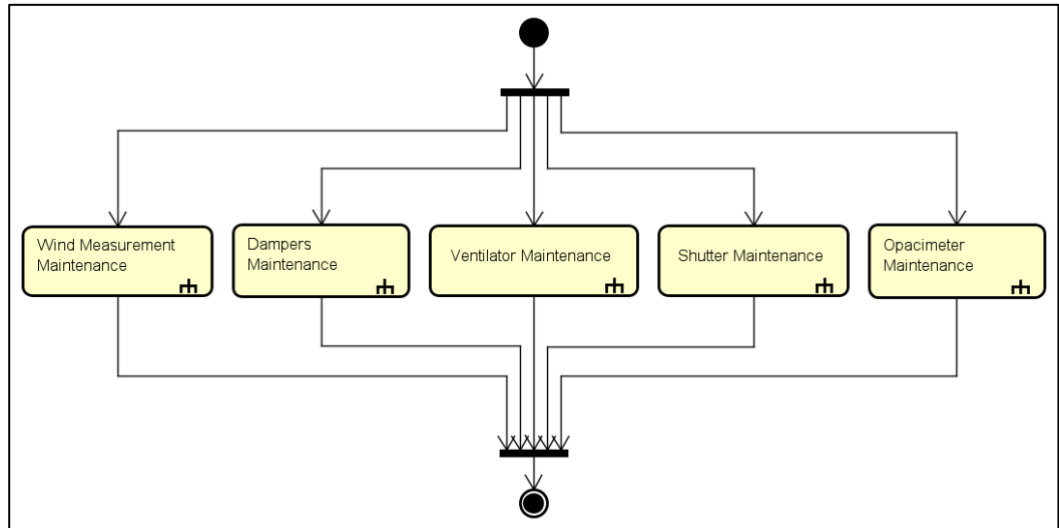 Wind Measurement
Maintenance
Dampers
Maintenance
Ventilator Maintenance
Shutter Maintenance
Opacimeter
Maintenance